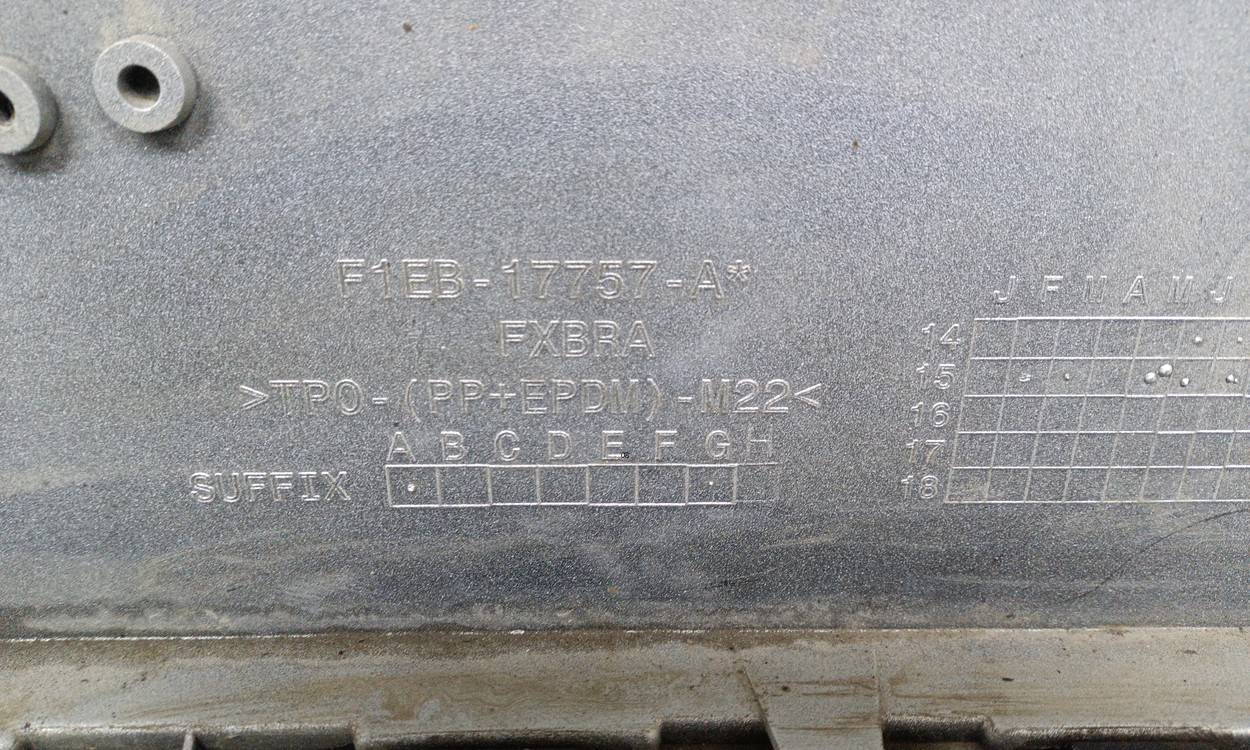 F1EB-17757-A*
FXBRA
>TPO-(PP+EPDM)-M22<
A B C D E F G H
SUFFIX
J F M A M J
14
15
16
17
18